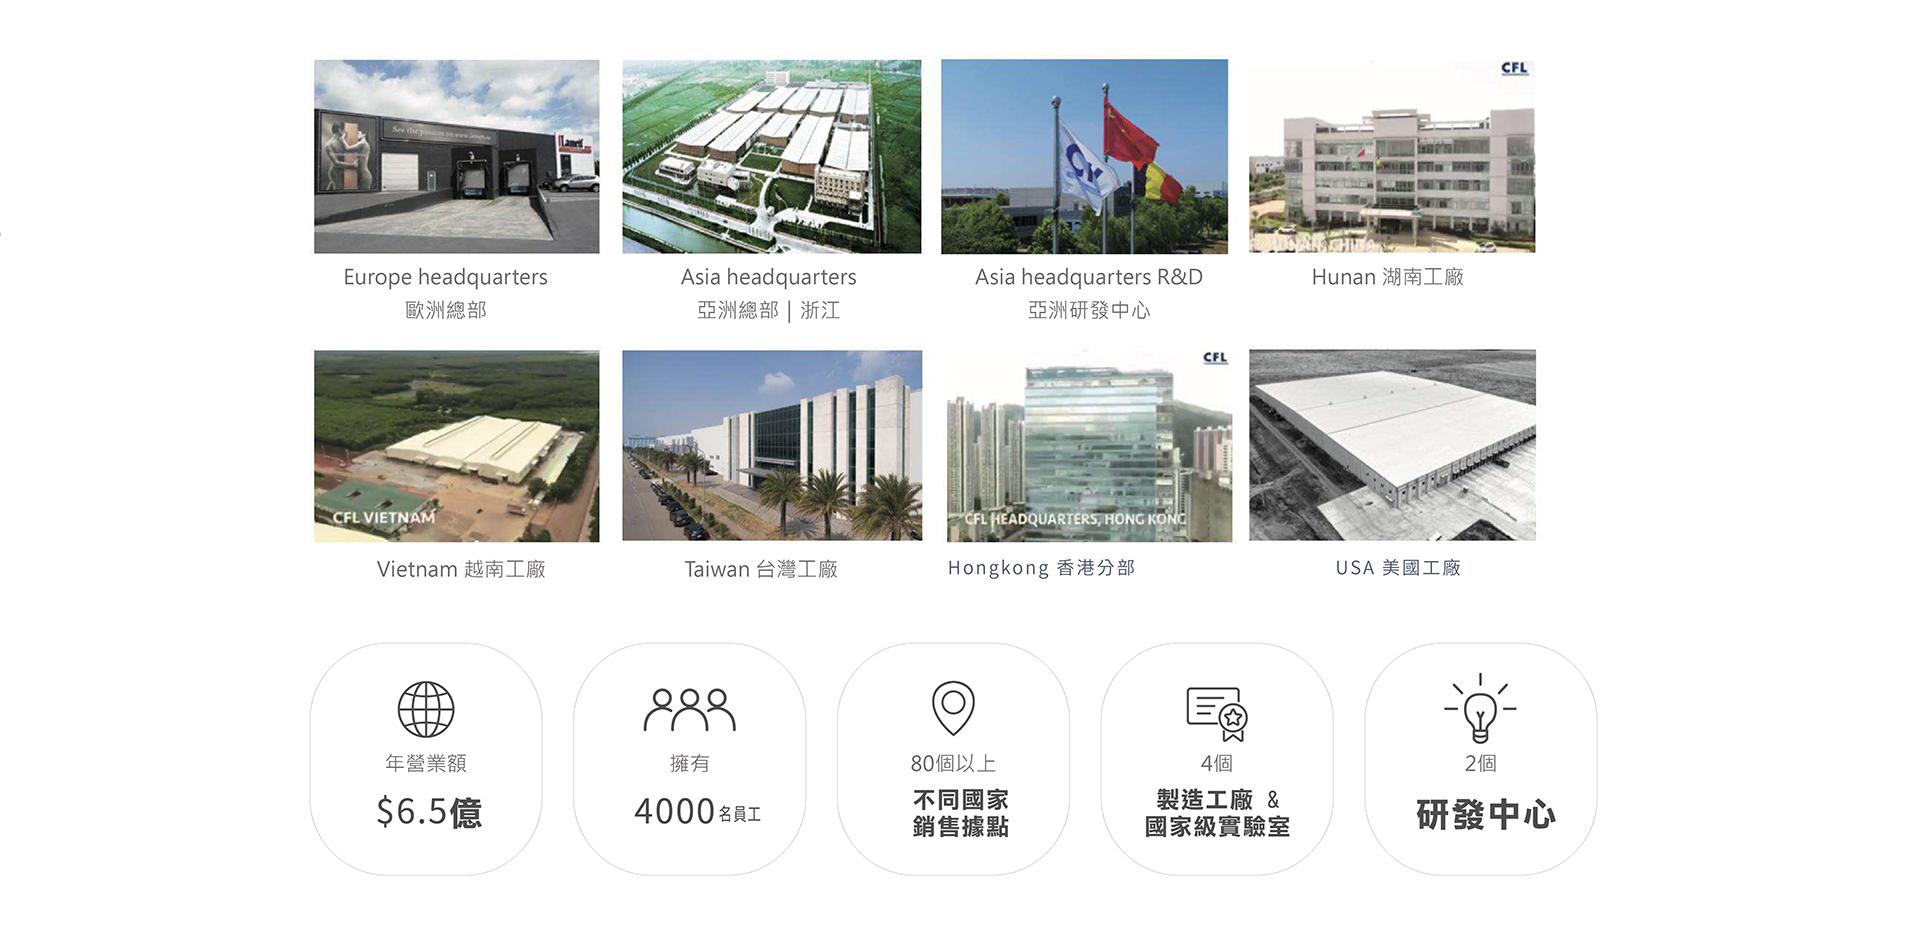 See the passion on www.lamett.eu
Lamett
CFL
HUNAN, CHINA
Europe headquarters
歐洲總部
Asia headquarters
亞洲總部 | 浙江
Asia headquarters R&D
亞洲研發中心
Hunan 湖南工廠
CFL VIETNAM
CFL
CFL HEADQUARTERS, HONG KONG
Vietnam 越南工廠
Taiwan 台灣工廠
Hongkong 香港分部
USA 美國工廠
年營業額
$6.5億
擁有
4000名員工
80個以上
不同國家
銷售據點
4個
製造工廠 &
國家級實驗室
2個
研發中心